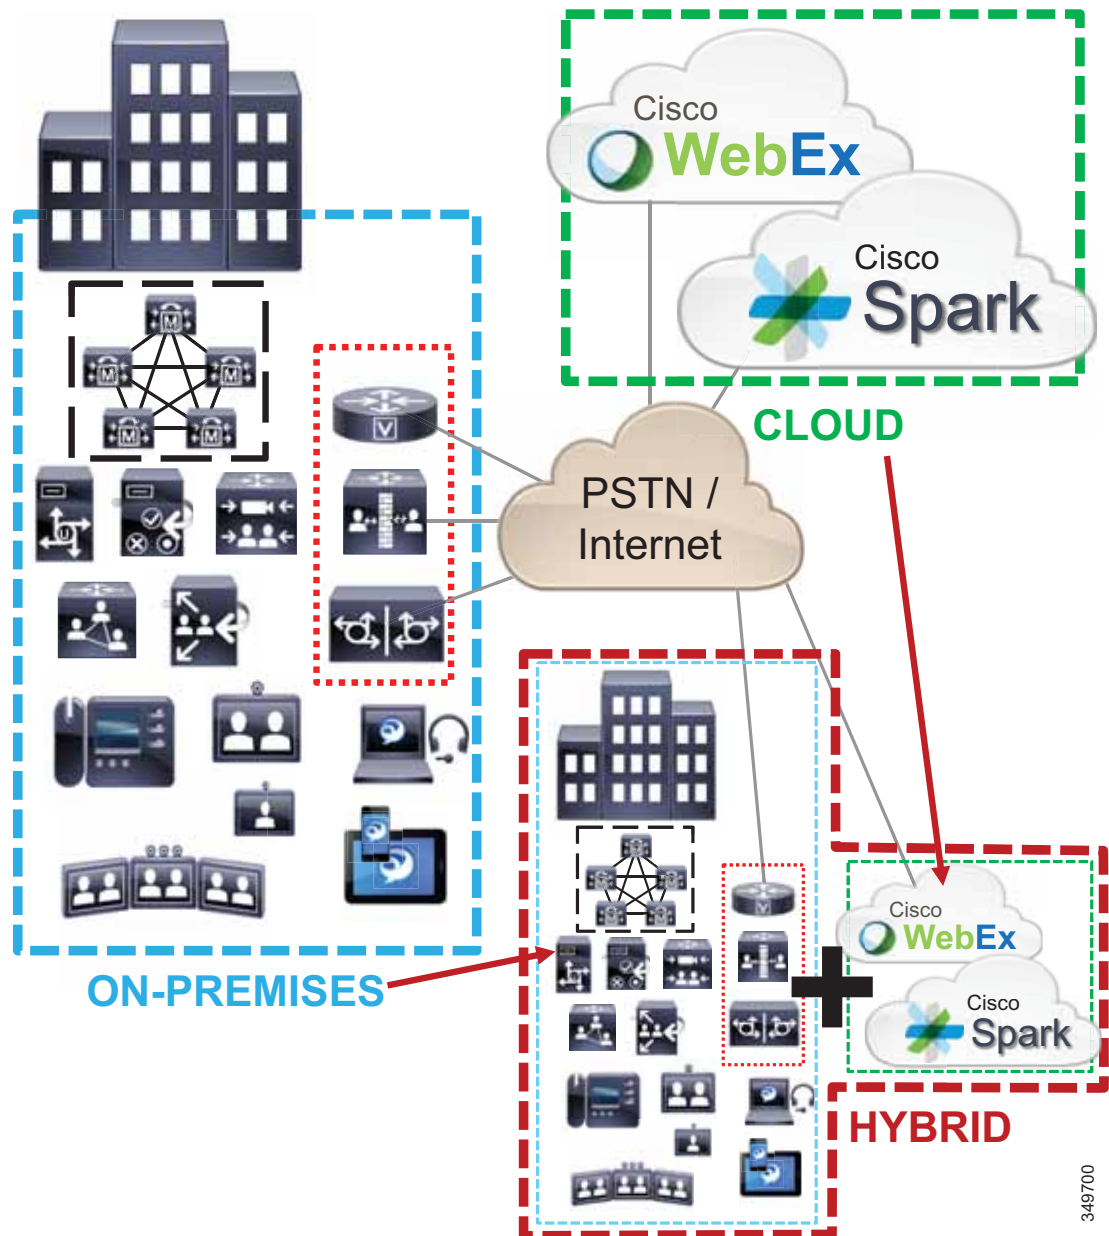 Cisco
WebEx
Cisco
Spark
CLOUD
M
M
M
M
M
V
U
PSTN /
Internet
ON-PREMISES
V
Cisco
WebEx
Cisco
Spark
HYBRID
349700